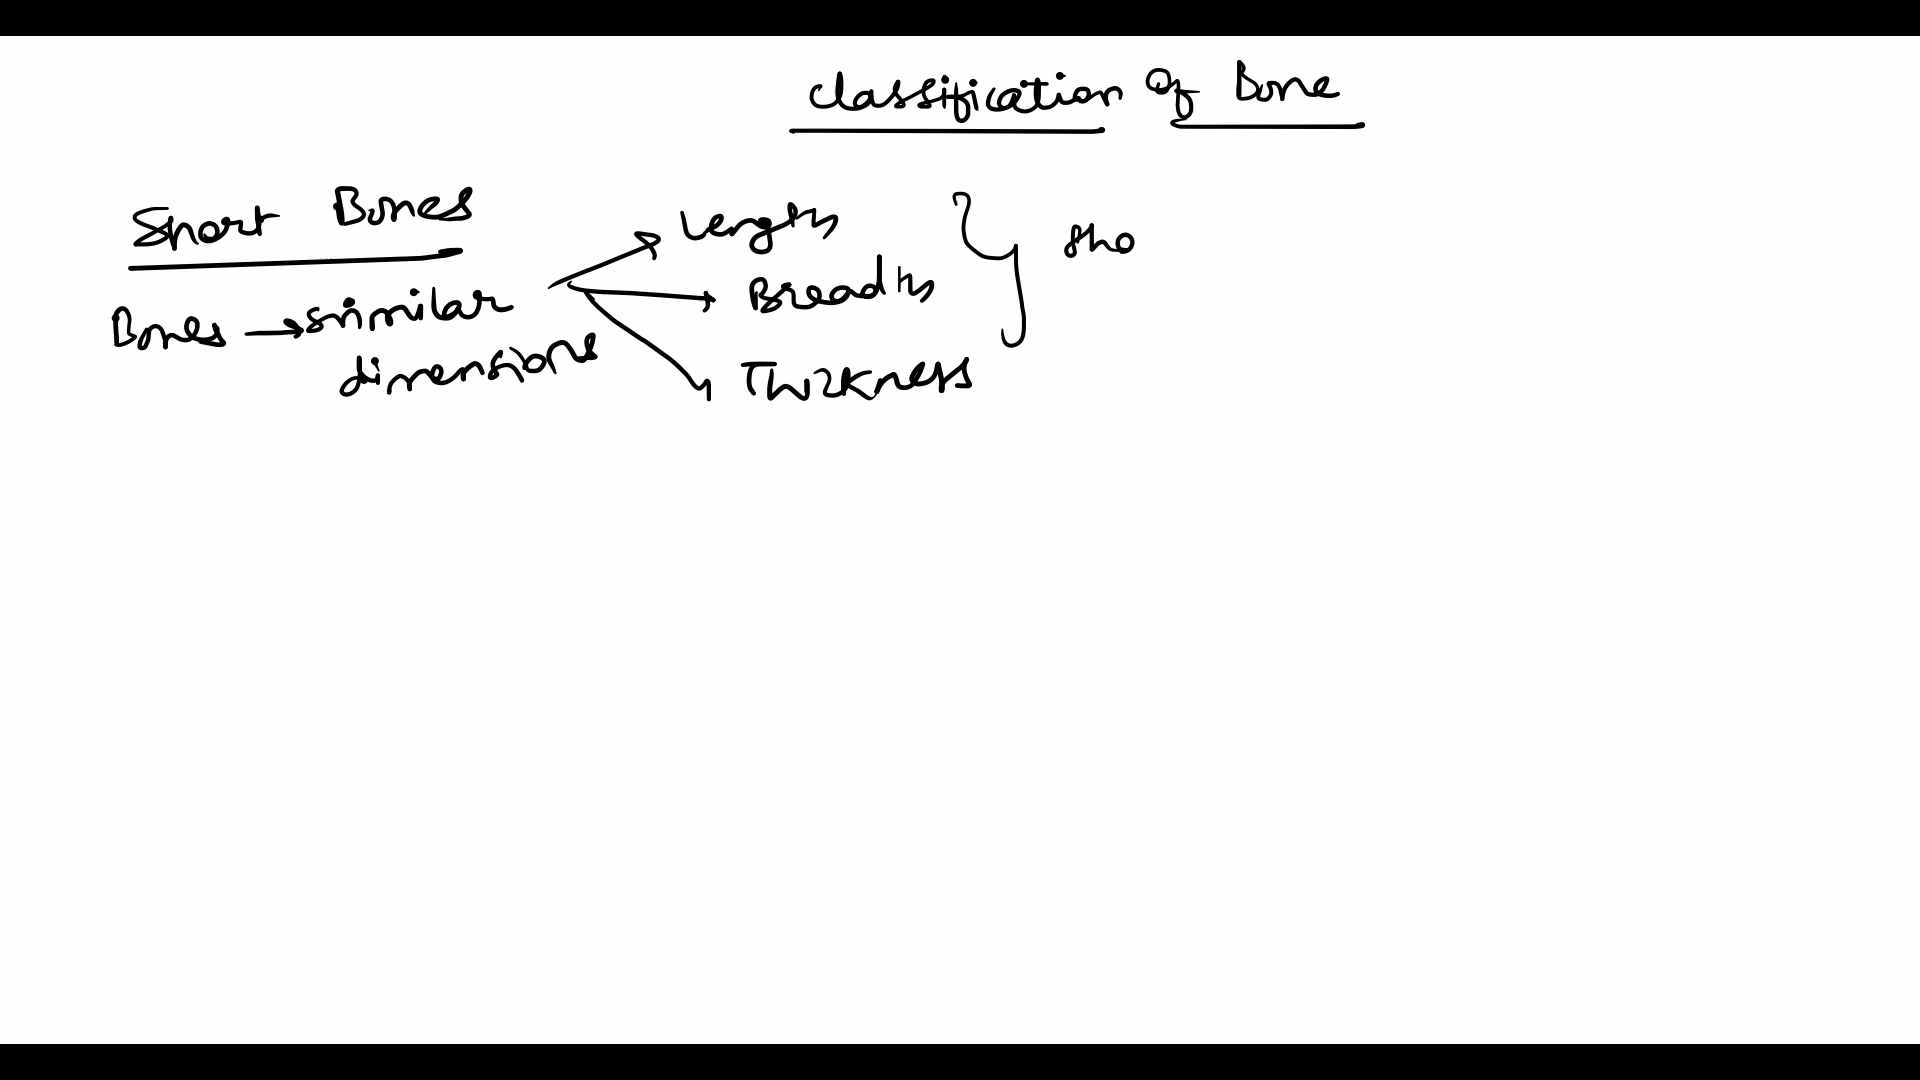 Classification Of Bone
Short Bones
Bones → similar dimensions
Length
Breadth
Thickness
sho